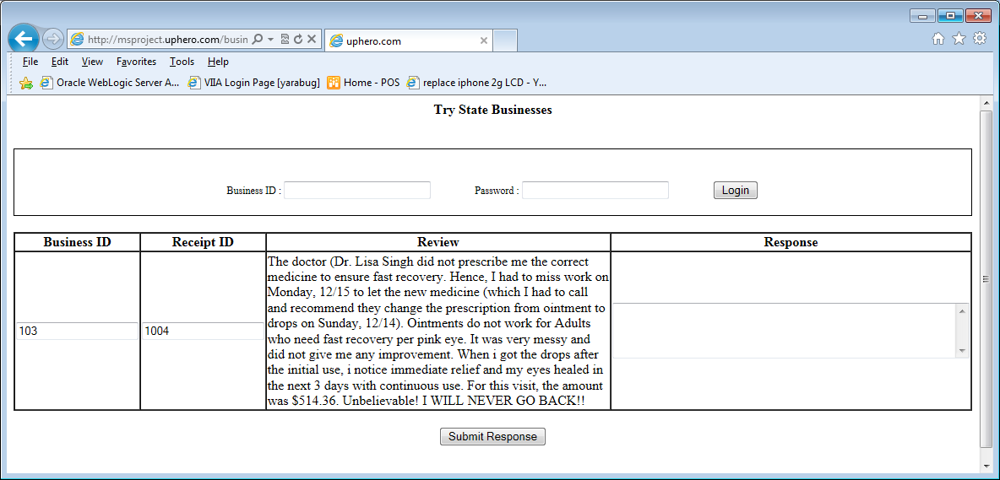 http://msproject.uphero.com/busin
uphero.com
File Edit View Favorites Tools Help
Oracle WebLogic Server A... VIIA Login Page [yarabug] Home - POS replace iphone 2g LCD - Y...
Try State Businesses
Business ID : Password : Login
Business ID Receipt ID Review Response
103 1004
The doctor (Dr. Lisa Singh did not prescribe me the correct
medicine to ensure fast recovery. Hence, I had to miss work on
Monday, 12/15 to let the new medicine (which I had to call
and recommend they change the prescription from ointment to
drops on Sunday, 12/14). Ointments do not work for Adults
who need fast recovery per pink eye. It was very messy and
did not give me any improvement. When i got the drops after
the initial use, i notice immediate relief and my eyes healed in
the next 3 days with continuous use. For this visit, the amount
was $514.36. Unbelievable! I WILL NEVER GO BACK!!
Submit Response